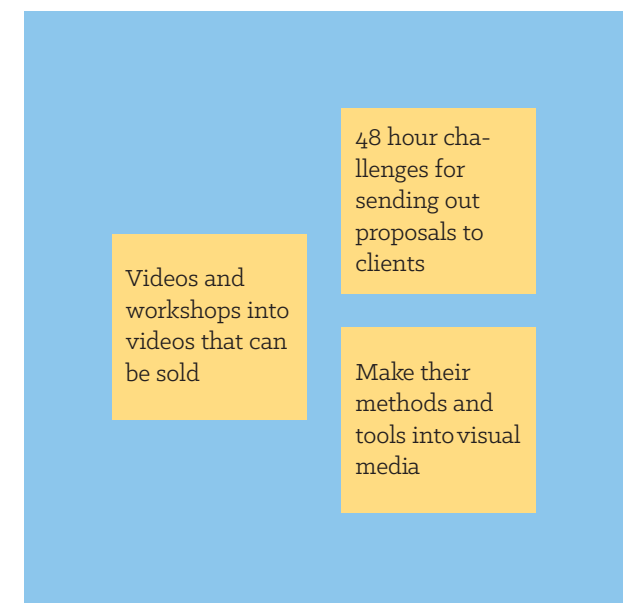 Videos and
workshops into
videos that can
be sold
48 hour cha-
llenges for
sending out
proposals to
clients
Make their
methods and
tools into visual
media